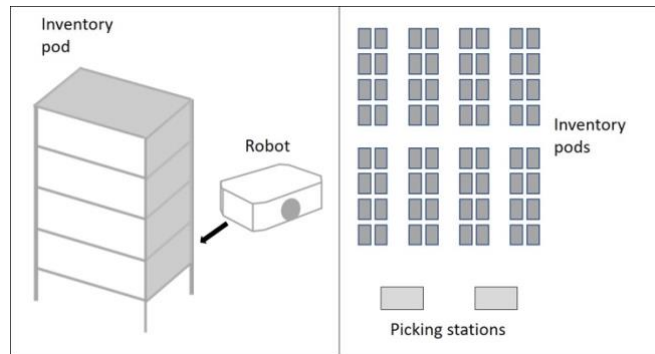 Inventory
pod
Robot
Inventory
pods
Picking stations